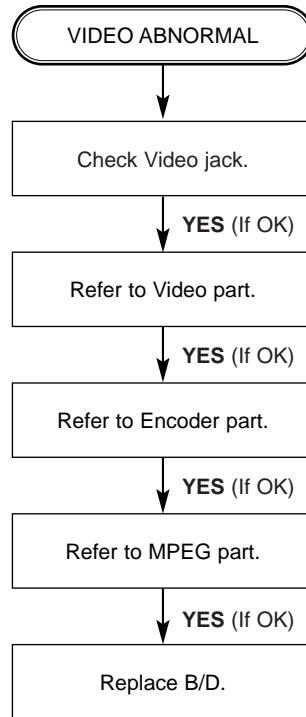 VIDEO ABNORMAL
Check Video jack.
YES (If OK)
Refer to Video part.
YES (If OK)
Refer to Encoder part.
YES (If OK)
Refer to MPEG part.
YES (If OK)
Replace B/D.